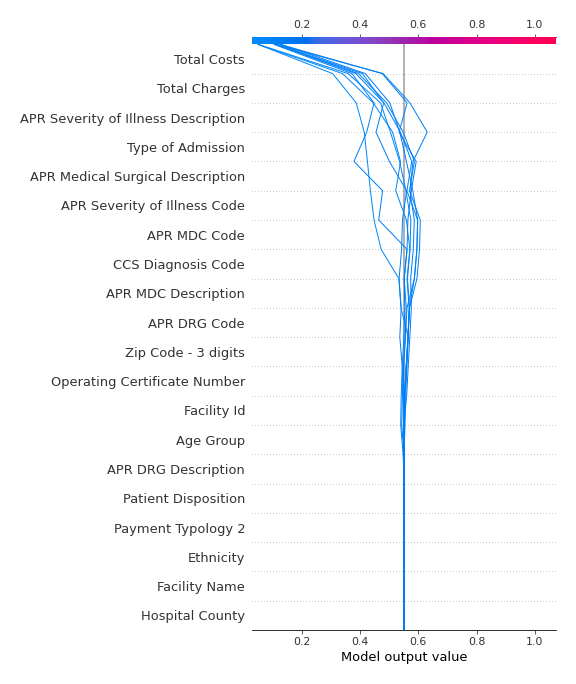 0.2 0.4 0.6 0.8 1.0
Total Costs
Total Charges
APR Severity of Illness Description
Type of Admission
APR Medical Surgical Description
APR Severity of Illness Code
APR MDC Code
CCS Diagnosis Code
APR MDC Description
APR DRG Code
Zip Code - 3 digits
Operating Certificate Number
Facility Id
Age Group
APR DRG Description
Patient Disposition
Payment Typology 2
Ethnicity
Facility Name
Hospital County
0.2 0.4 0.6 0.8 1.0
Model output value